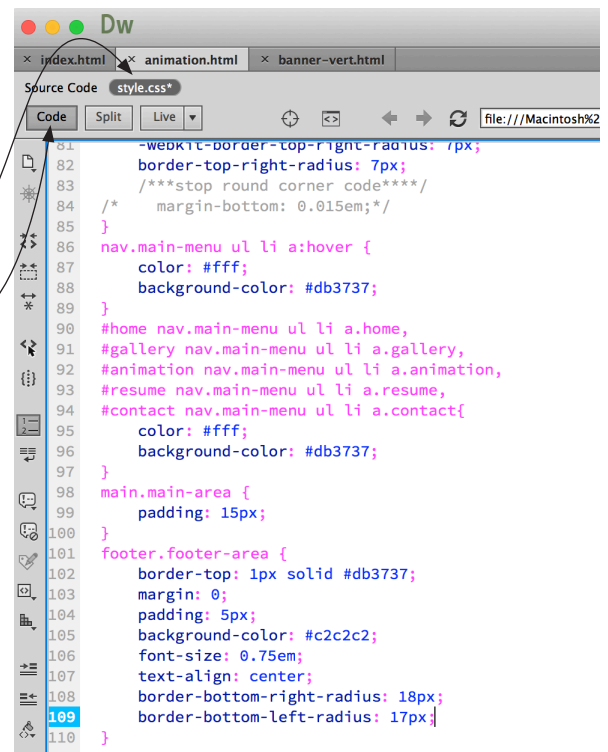 Dw
× index.html × animation.html × banner-vert.html
Source Code style.css*
Code Split Live file:///Macintosh%2
81 -webkit-border-top-right-radius: 7px;
82 border-top-right-radius: 7px;
83 /***stop round corner code****/
84 /* margin-bottom: 0.015em;*/
85 }
86 nav.main-menu ul li a:hover {
87 color: #fff;
88 background-color: #db3737;
89 }
90 #home nav.main-menu ul li a.home,
91 #gallery nav.main-menu ul li a.gallery,
92 #animation nav.main-menu ul li a.animation,
93 #resume nav.main-menu ul li a.resume,
94 #contact nav.main-menu ul li a.contact{
95 color: #fff;
96 background-color: #db3737;
97 }
98 main.main-area {
99 padding: 15px;
100 }
101 footer.footer-area {
102 border-top: 1px solid #db3737;
103 margin: 0;
104 padding: 5px;
105 background-color: #c2c2c2;
106 font-size: 0.75em;
107 text-align: center;
108 border-bottom-right-radius: 18px;
109 border-bottom-left-radius: 17px;
110 }